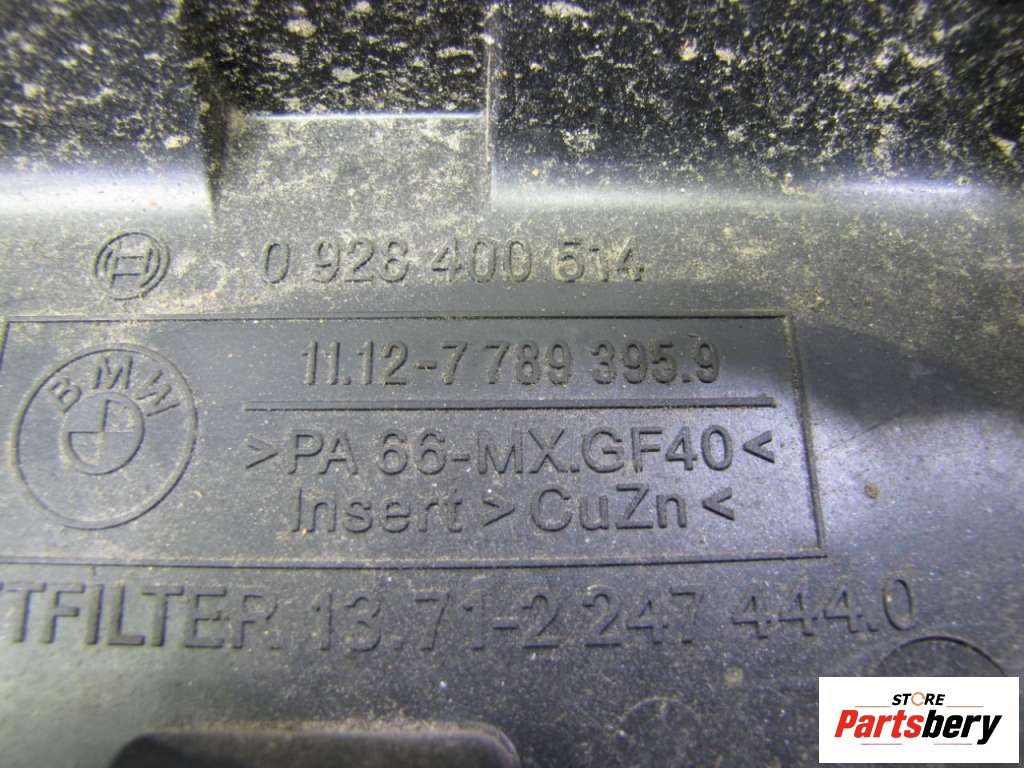 0 928 400 514
BMW
11.12-7 789 395.9
>PA 66-MX.GF40<
Insert >CuZn<
TFILTER 13.71-2 247 444.0
STORE
Partsbery